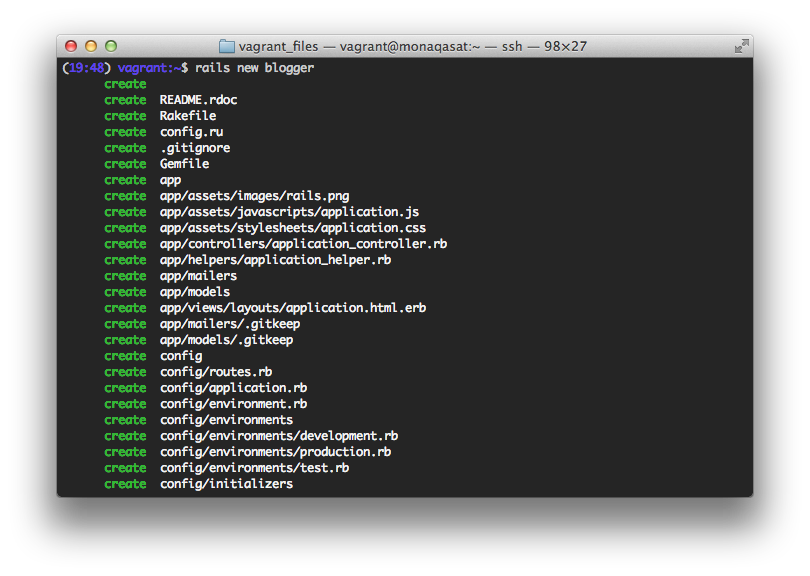 vagrant_files — vagrant@monaqasat:~ — ssh — 98×27
(19:48) vagrant:~$ rails new blogger
create
create README.rdoc
create Rakefile
create config.ru
create .gitignore
create Gemfile
create app
create app/assets/images/rails.png
create app/assets/javascripts/application.js
create app/assets/stylesheets/application.css
create app/controllers/application_controller.rb
create app/helpers/application_helper.rb
create app/mailers
create app/models
create app/views/layouts/application.html.erb
create app/mailers/.gitkeep
create app/models/.gitkeep
create config
create config/routes.rb
create config/application.rb
create config/environment.rb
create config/environments
create config/environments/development.rb
create config/environments/production.rb
create config/environments/test.rb
create config/initializers